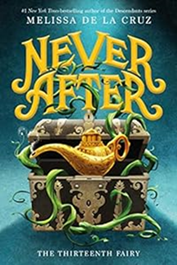 #1 New York Times bestselling author of the Descendants series
MELISSA DE LA CRUZ
NEVER
AFTER
THE THIRTEENTH FAIRY